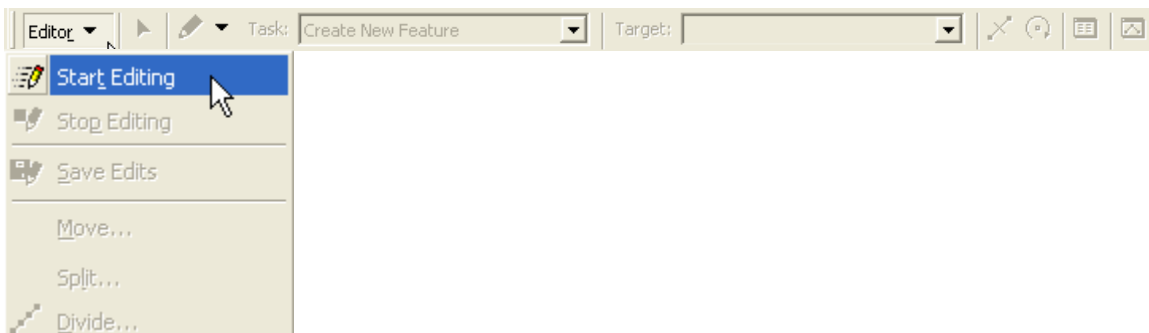 Editor Task: Create New Feature Target:
Start Editing
Stop Editing
Save Edits
Move...
Split...
Divide...